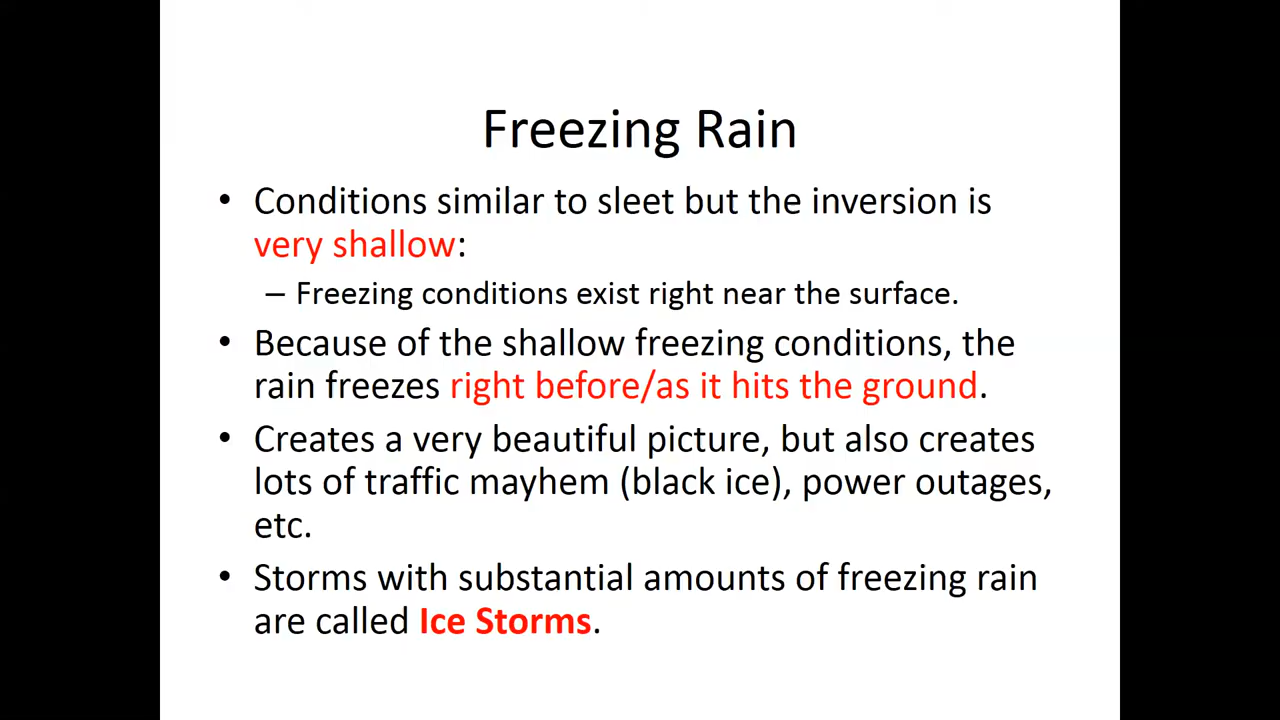 Freezing Rain
• Conditions similar to sleet but the inversion is
very shallow:
– Freezing conditions exist right near the surface.
• Because of the shallow freezing conditions, the
rain freezes right before/as it hits the ground.
• Creates a very beautiful picture, but also creates
lots of traffic mayhem (black ice), power outages,
etc.
• Storms with substantial amounts of freezing rain
are called Ice Storms.